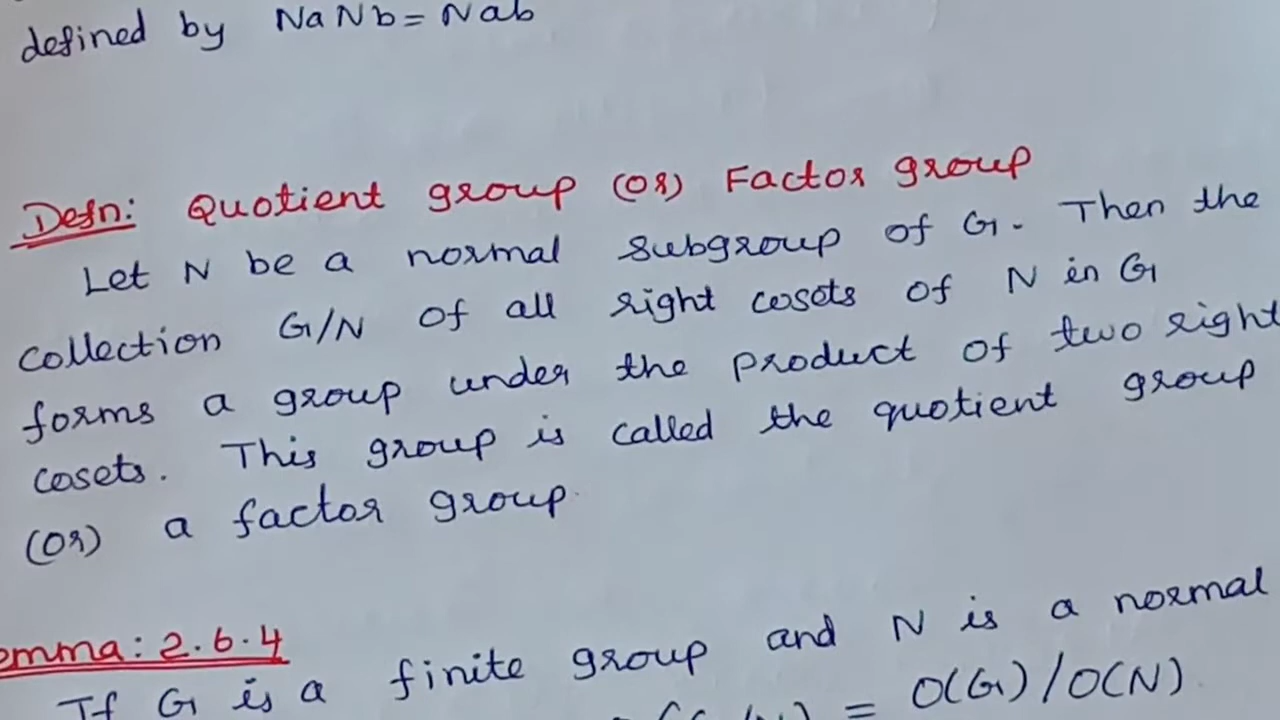 defined by NaNb = Nab
Defn: Quotient group (or) Factor group
Let N be a normal subgroup of G. Then the
collection G/N of all right cosets of N in G
forms a group under the product of two right
cosets. This group is called the quotient group
(or) a factor group.
emma: 2.6.4
If G is a finite group and N is a normal
= O(G)/O(N)